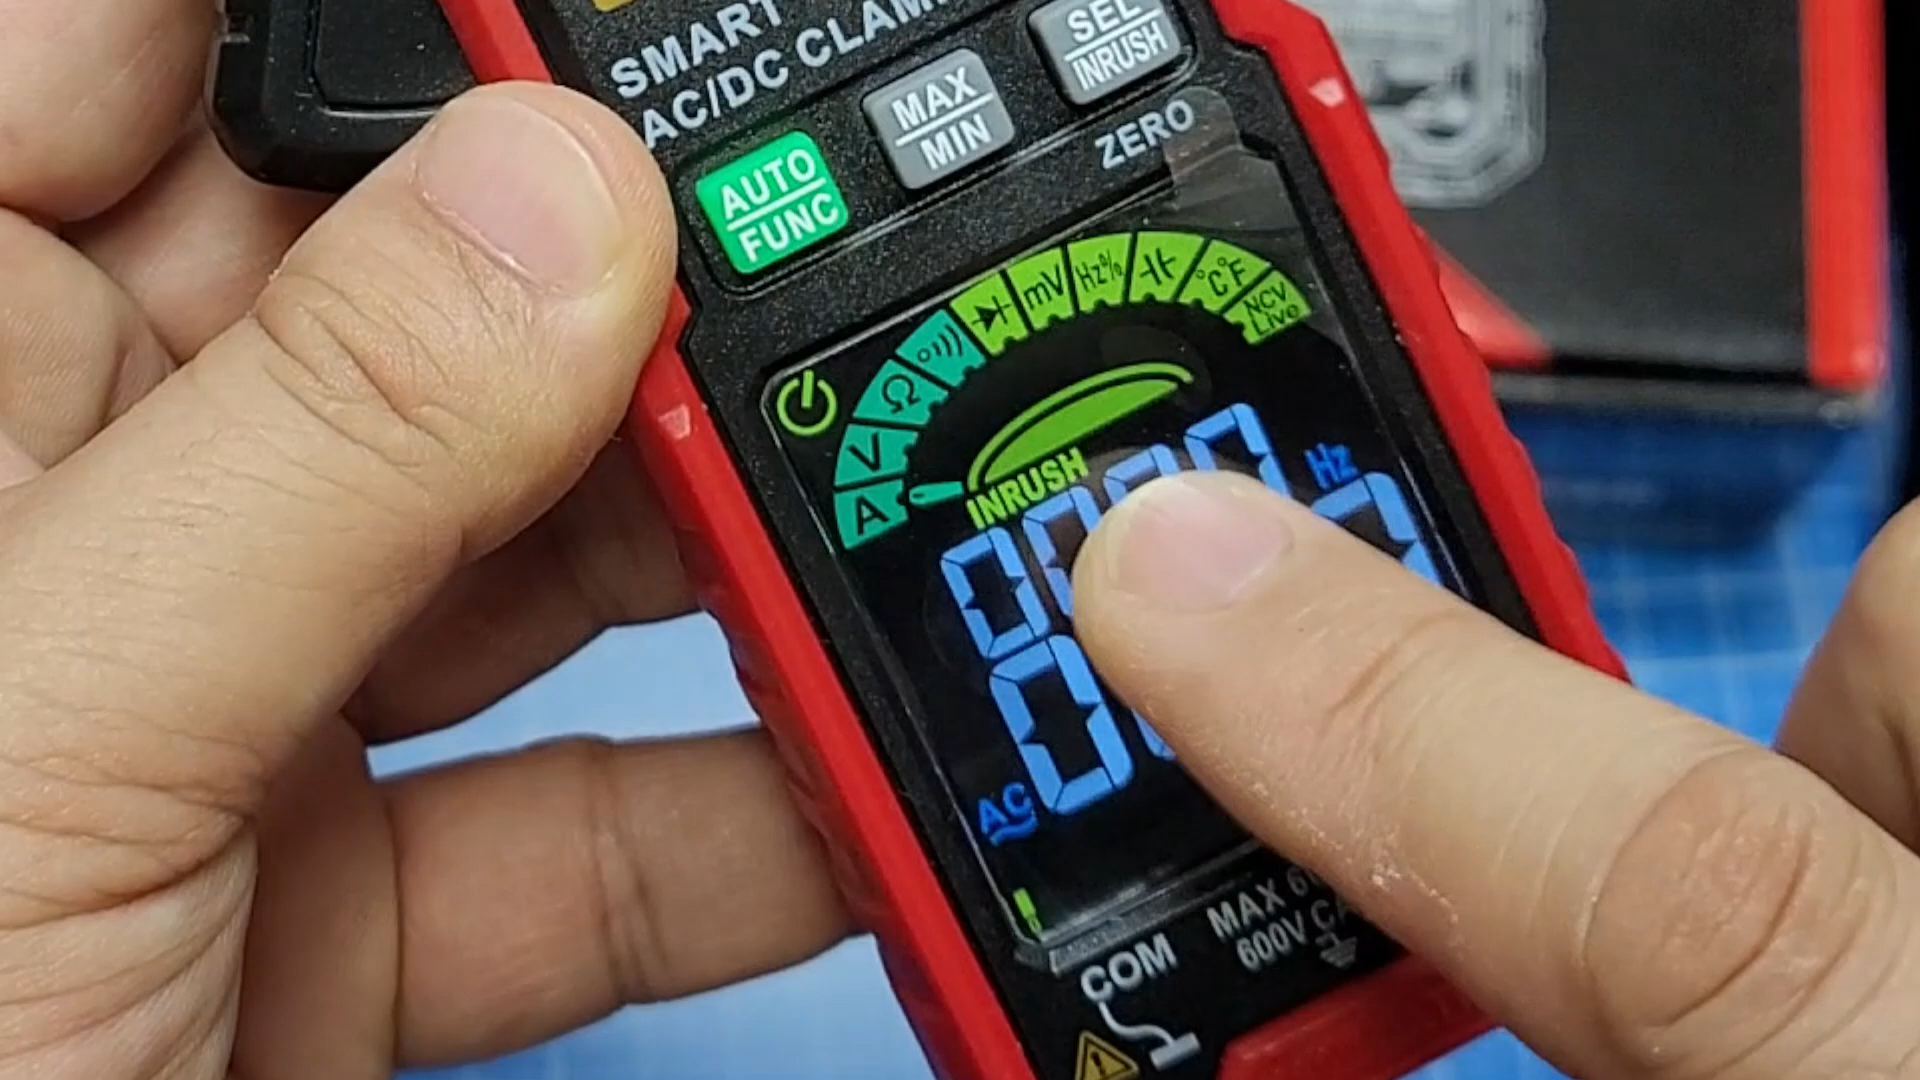 SMART
AC/DC CLAM
SEL
INRUSH
MAX
MIN
AUTO
FUNC
ZERO
A
V
Ω
mV
Hz%
°C°F
NCV
Live
INRUSH
Hz
AC
MAX
600V
COM